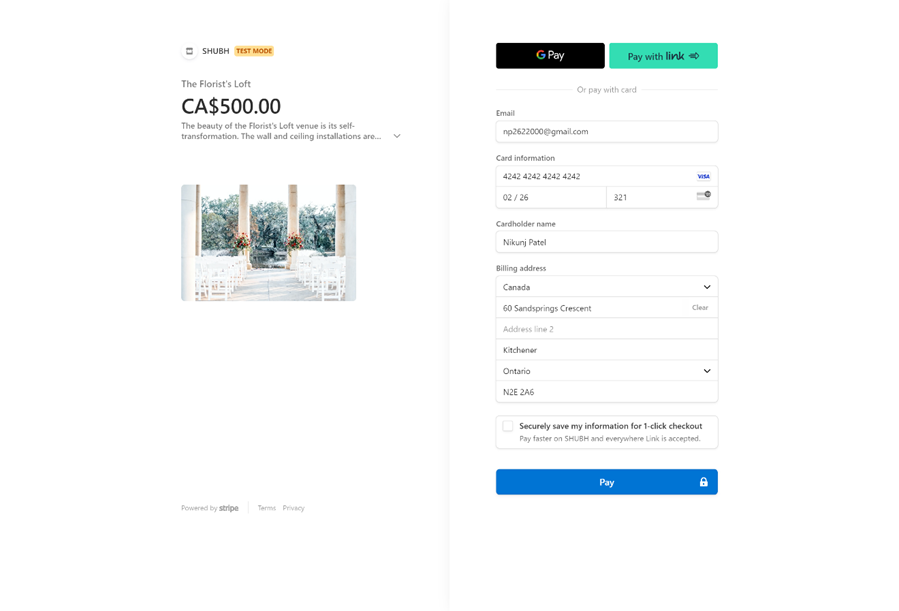 SHUBH TEST MODE
The Florist's Loft
CA$500.00
The beauty of the Florist's Loft venue is its self-
transformation. The wall and ceiling installations are...
Powered by stripe Terms Privacy
G Pay Pay with link
Or pay with card
Email
np2622000@gmail.com
Card information
4242 4242 4242 4242 VISA
02 / 26 321
Cardholder name
Nikunj Patel
Billing address
Canada
60 Sandsprings Crescent Clear
Address line 2
Kitchener
Ontario
N2E 2A6
Securely save my information for 1-click checkout
Pay faster on SHUBH and everywhere Link is accepted.
Pay